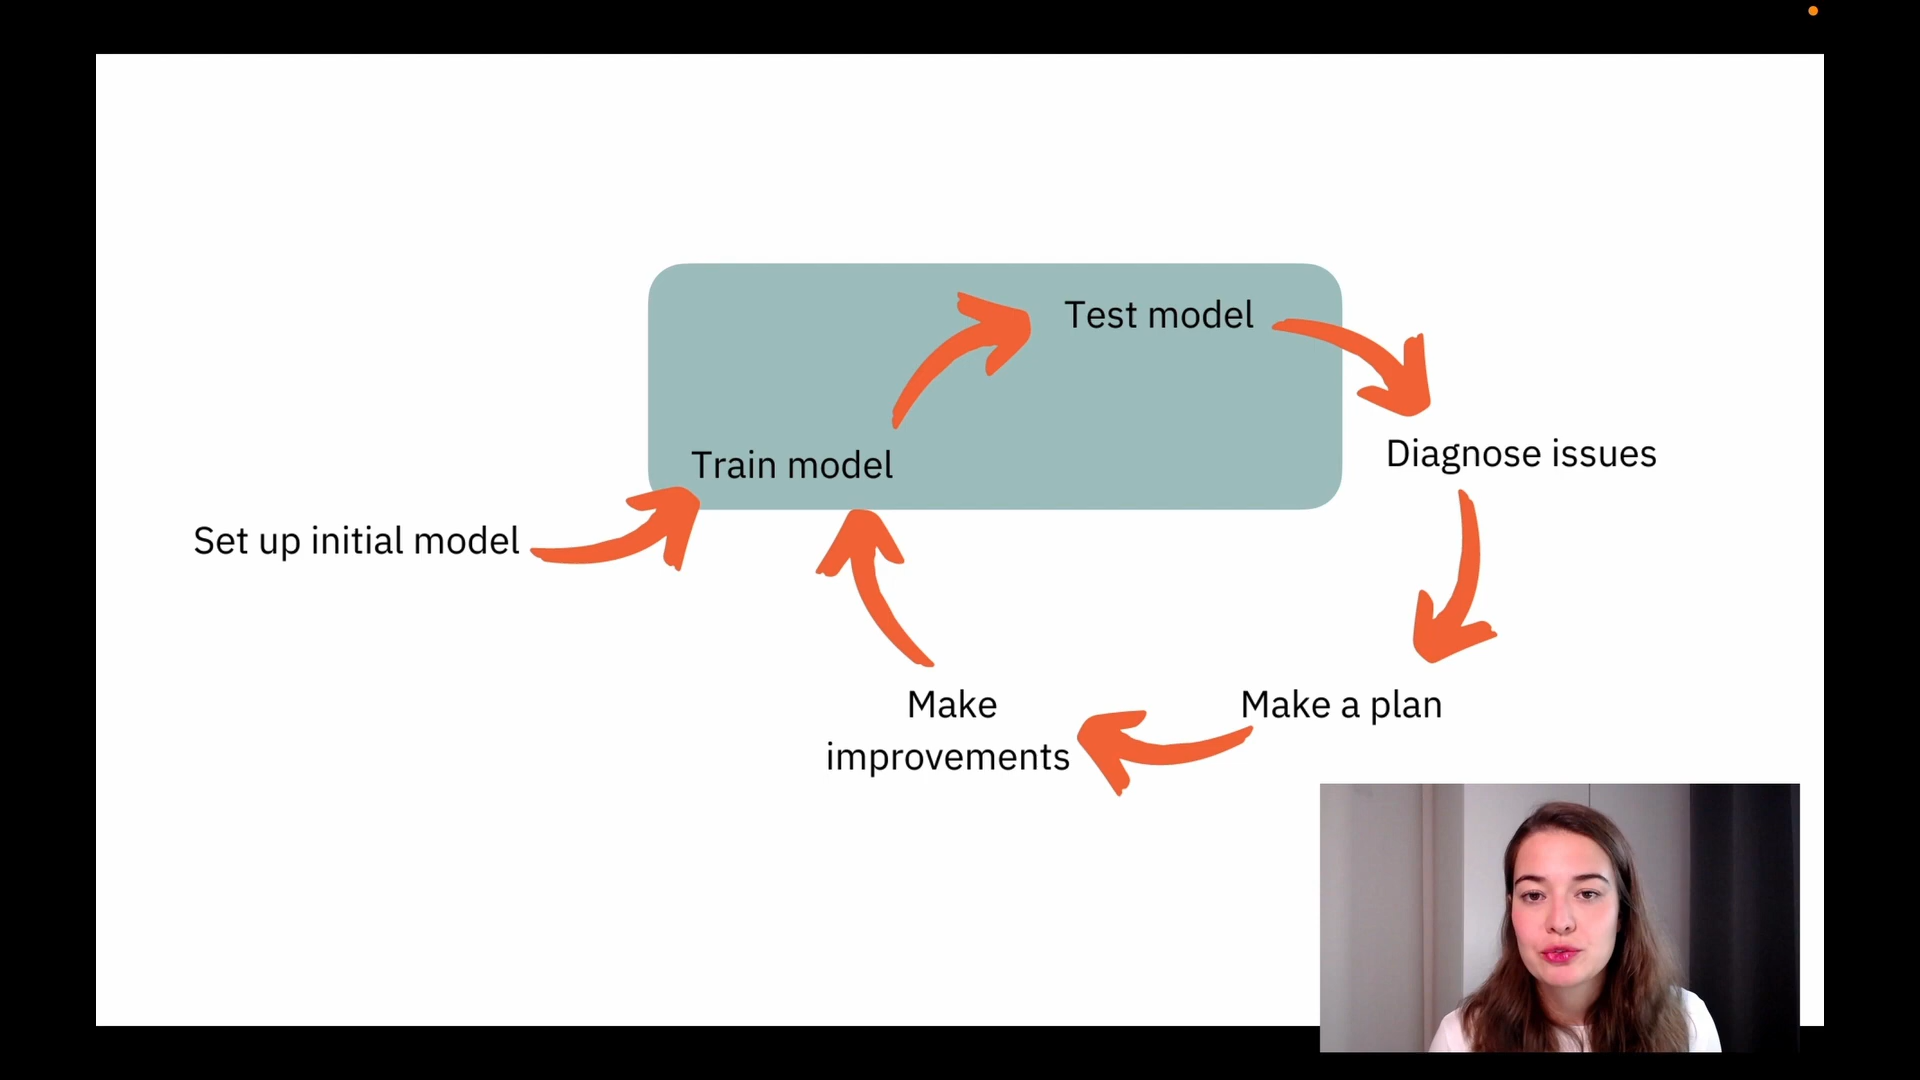 Test model
Train model
Diagnose issues
Set up initial model
Make
improvements
Make a plan